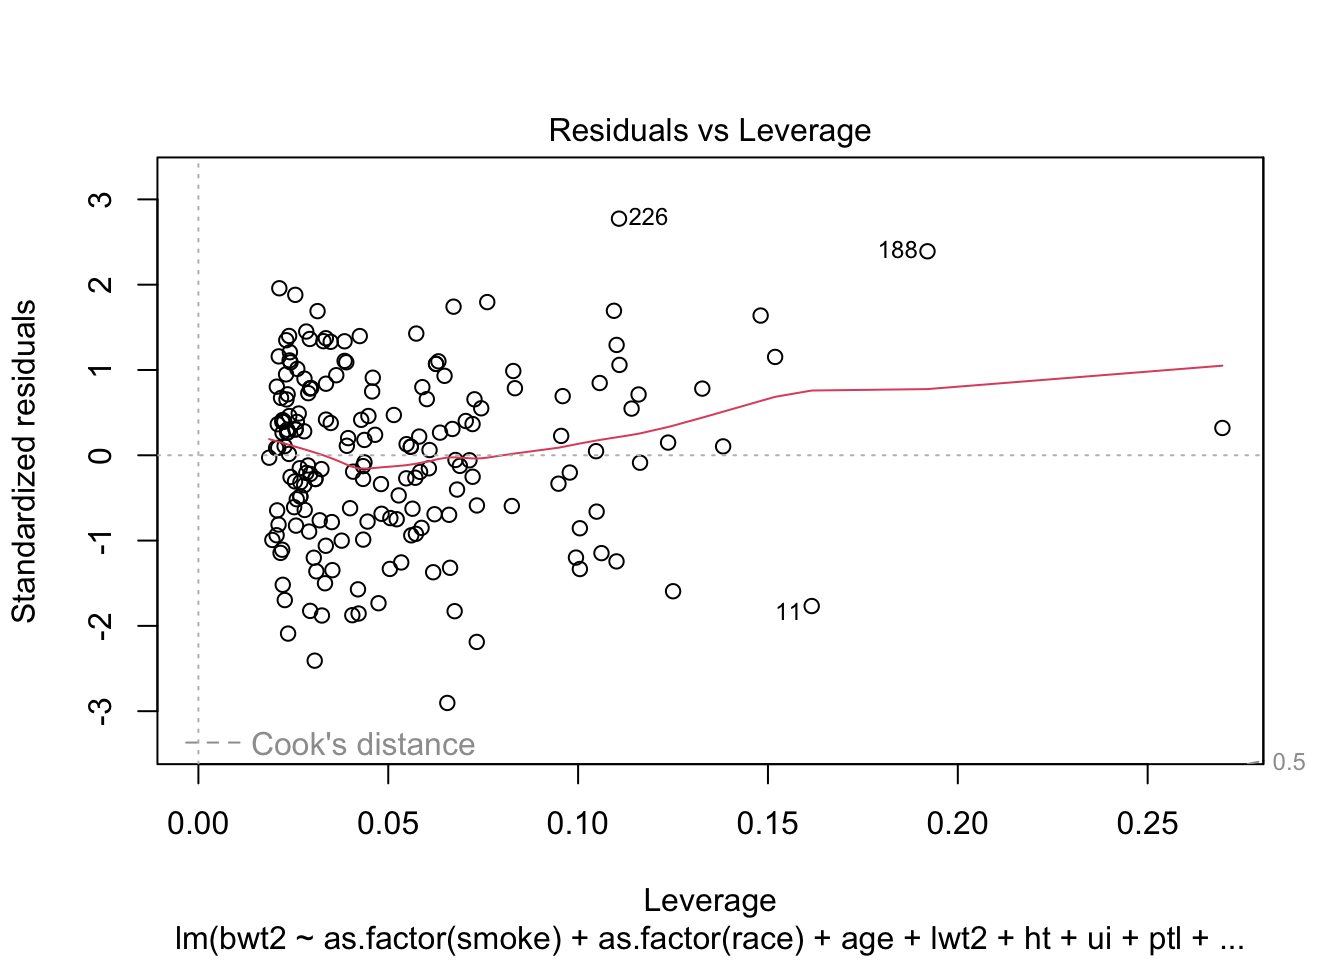 Residuals vs Leverage
Standardized residuals
3
2
1
0
-1
-2
-3
226
188
11
Cook's distance
0.5
0.00 0.05 0.10 0.15 0.20 0.25
Leverage
lm(bwt2 ~ as.factor(smoke) + as.factor(race) + age + lwt2 + ht + ui + ptl + ...